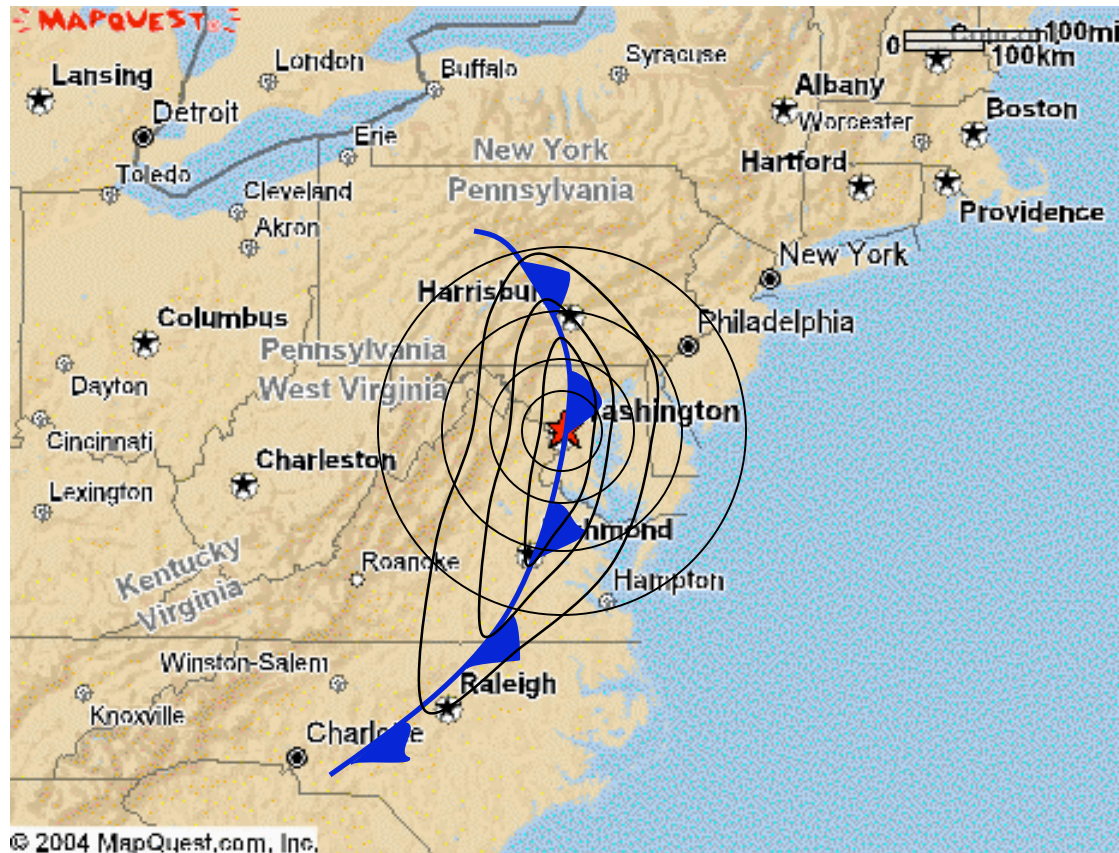 MAPQUEST
100mi
0
100km
Lansing
London
Buffalo
Syracuse
Albany
Detroit
Worcester
Boston
Erie
New York
Hartford
Toledo
Cleveland
Pennsylvania
Providence
Akron
New York
Harrisbu
Columbus
Philadelphia
Pennsylvania
Dayton
West Virginia
ashington
Cincinnati
Charleston
Lexington
hmond
Kentucky
Roanoke
Hampton
Virginia
Winston-Salem
Raleigh
Knoxville
Charlo e
© 2004 MapQuest.com, Inc.